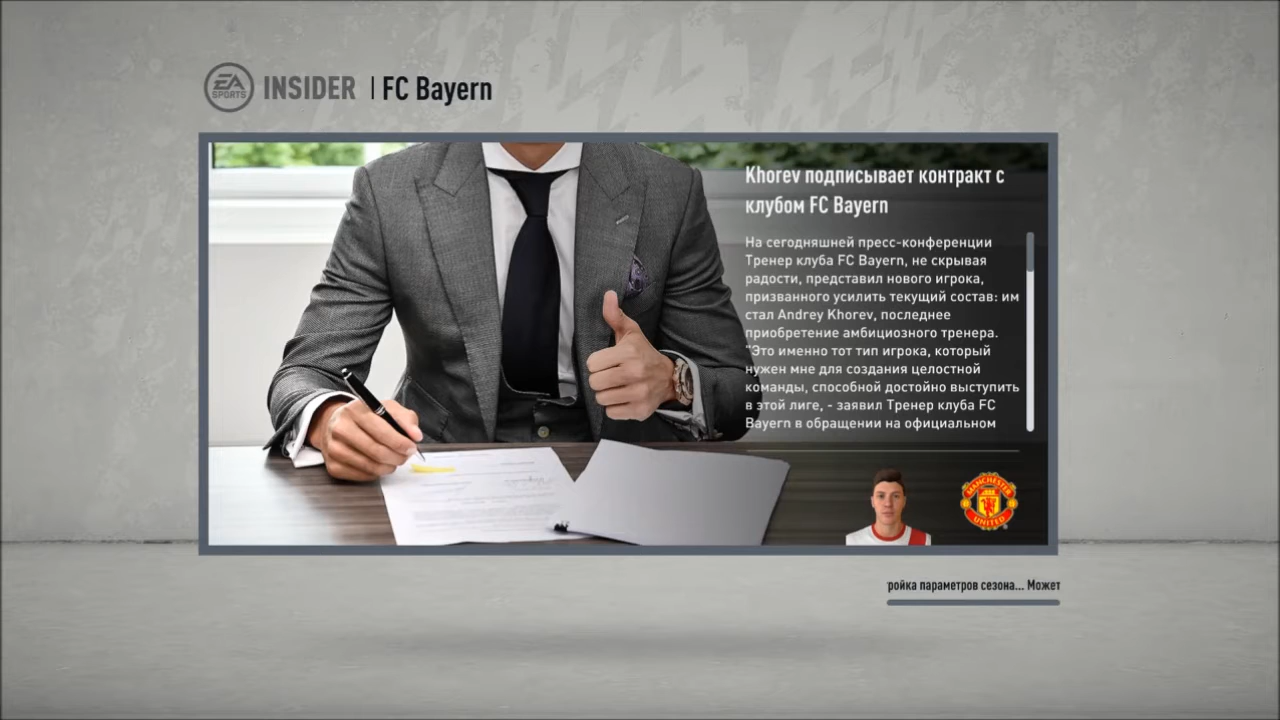 EA
SPORTS
INSIDER | FC Bayern
Khorev подписывает контракт с
клубом FC Bayern
На сегодняшней пресс-конференции
Тренер клуба FC Bayern, не скрывая
радости, представил нового игрока,
призванного усилить текущий состав: им
стал Andrey Khorev, последнее
приобретение амбициозного тренера.
"Это именно тот тип игрока, который
нужен мне для создания целостной
команды, способной достойно выступить
в этой лиге, - заявил Тренер клуба FC
Bayern в обращении на официальном
MANCHESTER
UNITED
ройка параметров сезона... Может